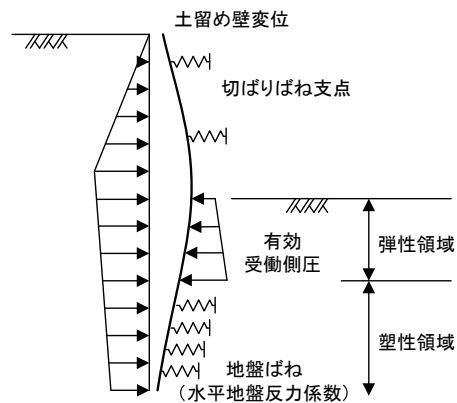 土留め壁変位
切ばりばね支点
有効
受働側圧
弾性領域
塑性領域
地盤ばね
（水平地盤反力係数）